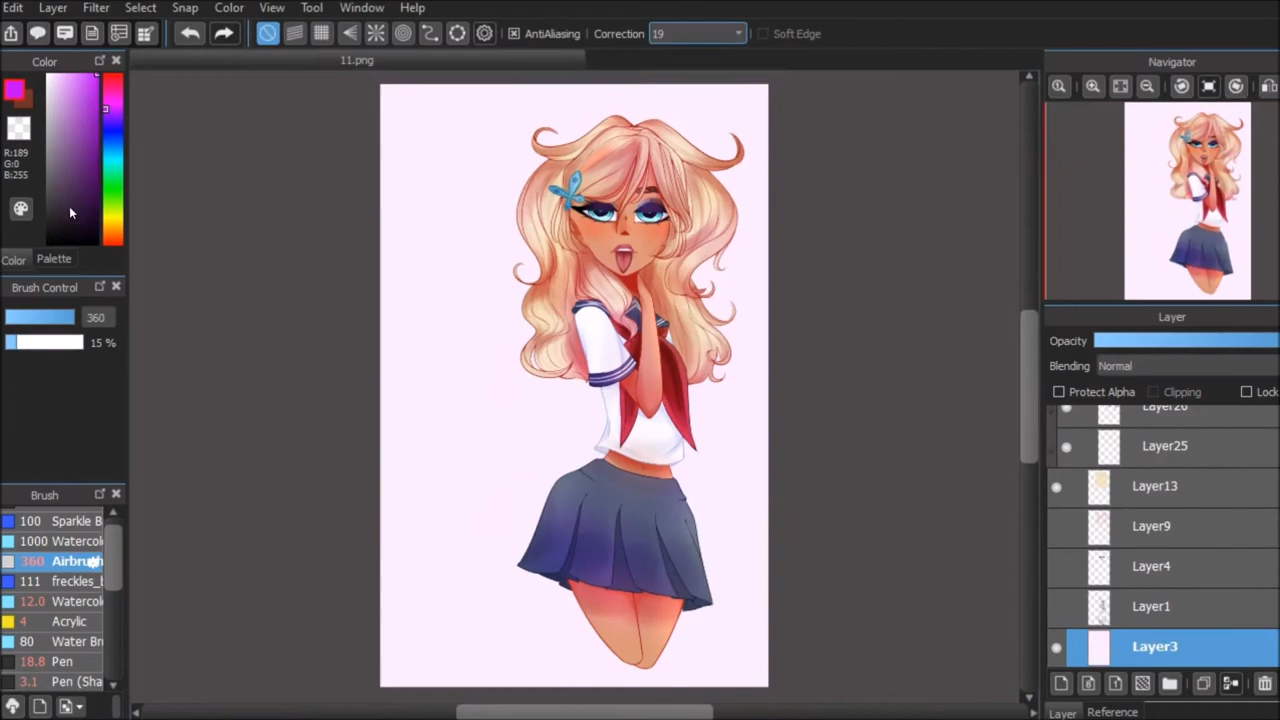 Edit Layer Filter Select Snap Color View Tool Window Help
AntiAliasing Correction 19 Soft Edge
11.png
Color
R:189
G:0
B:255
Color Palette
Brush Control
360
15 %
Brush
100 Sparkle B
1000 Watercol
360 Airbrush
111 freckles_b
12.0 Watercol
4 Acrylic
80 Water Br
18.8 Pen
3.1 Pen (Sha
Navigator
Layer
Opacity
Blending Normal
Protect Alpha Clipping Lock
Layer26
Layer25
Layer13
Layer9
Layer4
Layer1
Layer3
Layer Reference